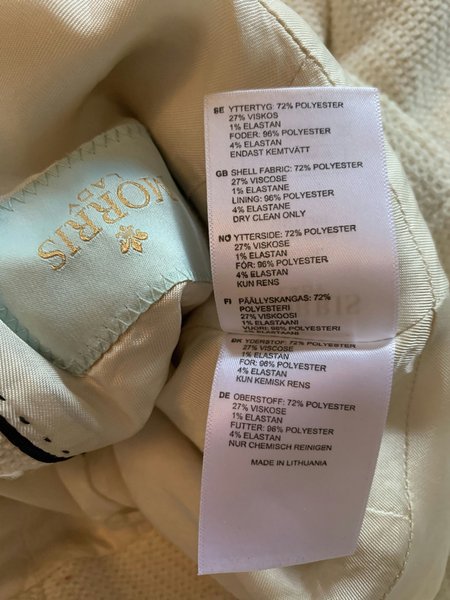 MORRIS
LADY
SE YTTERTYG: 72% POLYESTER
27% VISKOS
1% ELASTAN
FODER: 96% POLYESTER
4% ELASTAN
ENDAST KEMTVÄTT
GB SHELL FABRIC: 72% POLYESTER
27% VISCOSE
1% ELASTANE
LINING: 96% POLYESTER
4% ELASTANE
DRY CLEAN ONLY
NO YTTERSIDE: 72% POLYESTER
27% VISKOSE
1% ELASTAN
FÓR: 96% POLYESTER
4% ELASTAN
KUN RENS
FI PÄÄLLYSKANGAS: 72%
POLYESTERI
27% VISKOOSI
1% ELASTAANI
VUORI: 96% POLYESTERI
DK YDERSTOF: 72% POLYESTER
27% VISCOSE
1% ELASTAN
FOR: 96% POLYESTER
4% ELASTAN
KUN KEMISK RENS
DE OBERSTOFF: 72% POLYESTER
27% VISKOSE
1% ELASTAN
FUTTER: 96% POLYESTER
4% ELASTAN
NUR CHEMISCH REINIGEN
MADE IN LITHUANIA